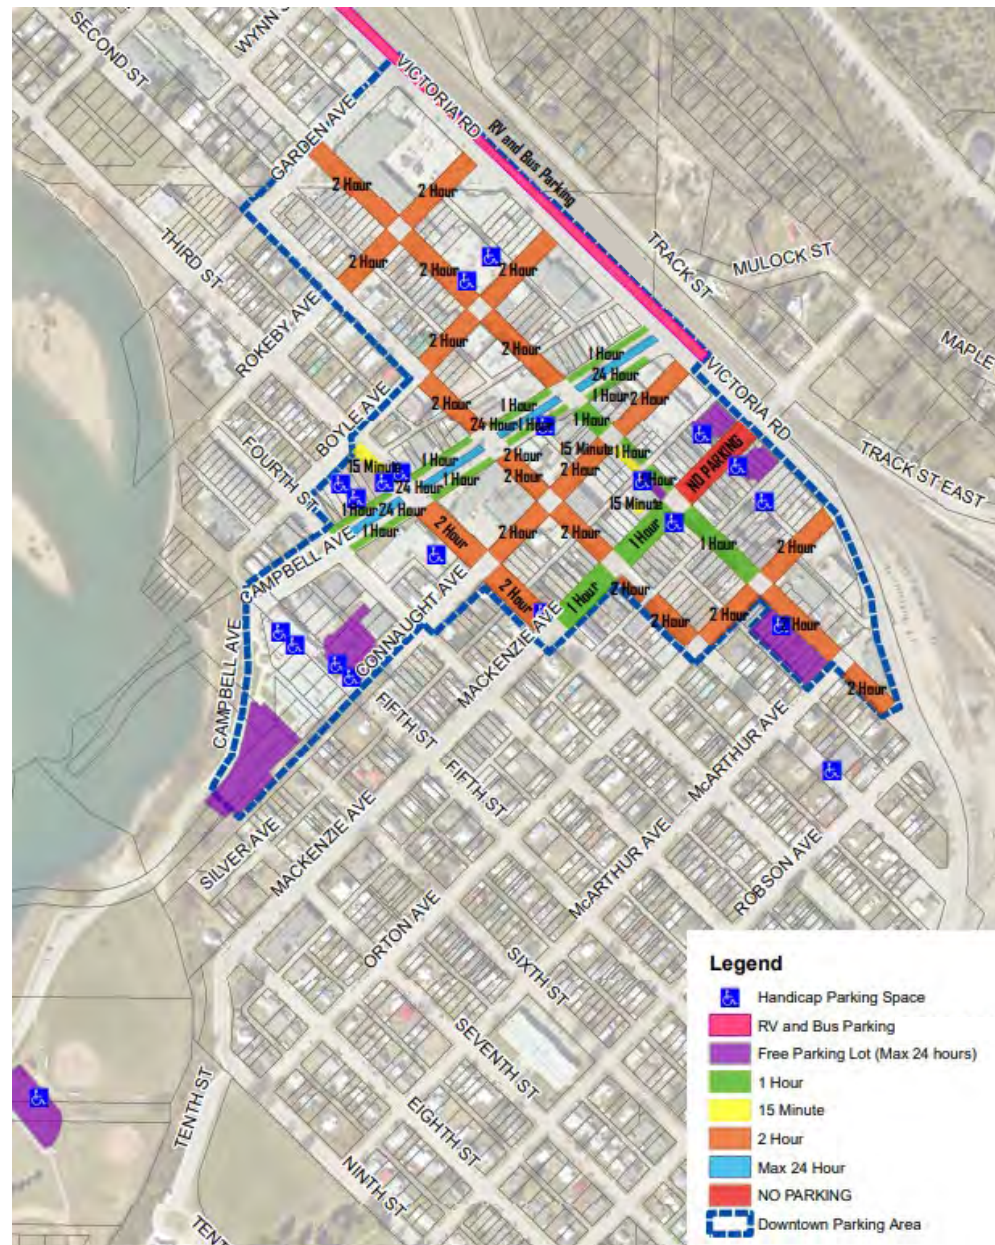 SECOND ST
WYNN S
VICTORIA RD
RV and Bus Parking
GARDEN AVE
2 Hour
2 Hour
THIRD ST
TRACK ST
MULOCK ST
2 Hour
2 Hour
2 Hour
ROKEBY AVE
MAPLE
2 Hour
2 Hour
1 Hour
24 Hour
1 Hour
2 Hour
VICTORIA RD
BOYLE AVE
2 Hour
1 Hour
24 Hour
1 Hour
1 Hour
FOURTH ST
15 Minute
1 Hour
24 Hour
1 Hour
2 Hour
2 Hour
15 Minute
1 Hour
2 Hour
Hour
NO PARKING
TRACK ST EAST
1 Hour
24 Hour
1 Hour
15 Minute
2 Hour
2 Hour
2 Hour
1 Hour
1 Hour
2 Hour
CAMPBELL AVE
CONNAUGHT AVE
2 Hour
1 Hour
2 Hour
2 Hour
2 Hour
Hour
MACKENZIE AVE
CAMPBELL AVE
2 Hour
FIFTH ST
FIFTH ST
McARTHUR AVE
SILVER AVE
MACKENZIE AVE
McARTHUR AVE
ROBSON AVE
ORTON AVE
SIXTH ST
SEVENTH ST
EIGHTH ST
TENTH ST
NINTH ST
TENT
Legend
Handicap Parking Space
RV and Bus Parking
Free Parking Lot (Max 24 hours)
1 Hour
15 Minute
2 Hour
Max 24 Hour
NO PARKING
Downtown Parking Area